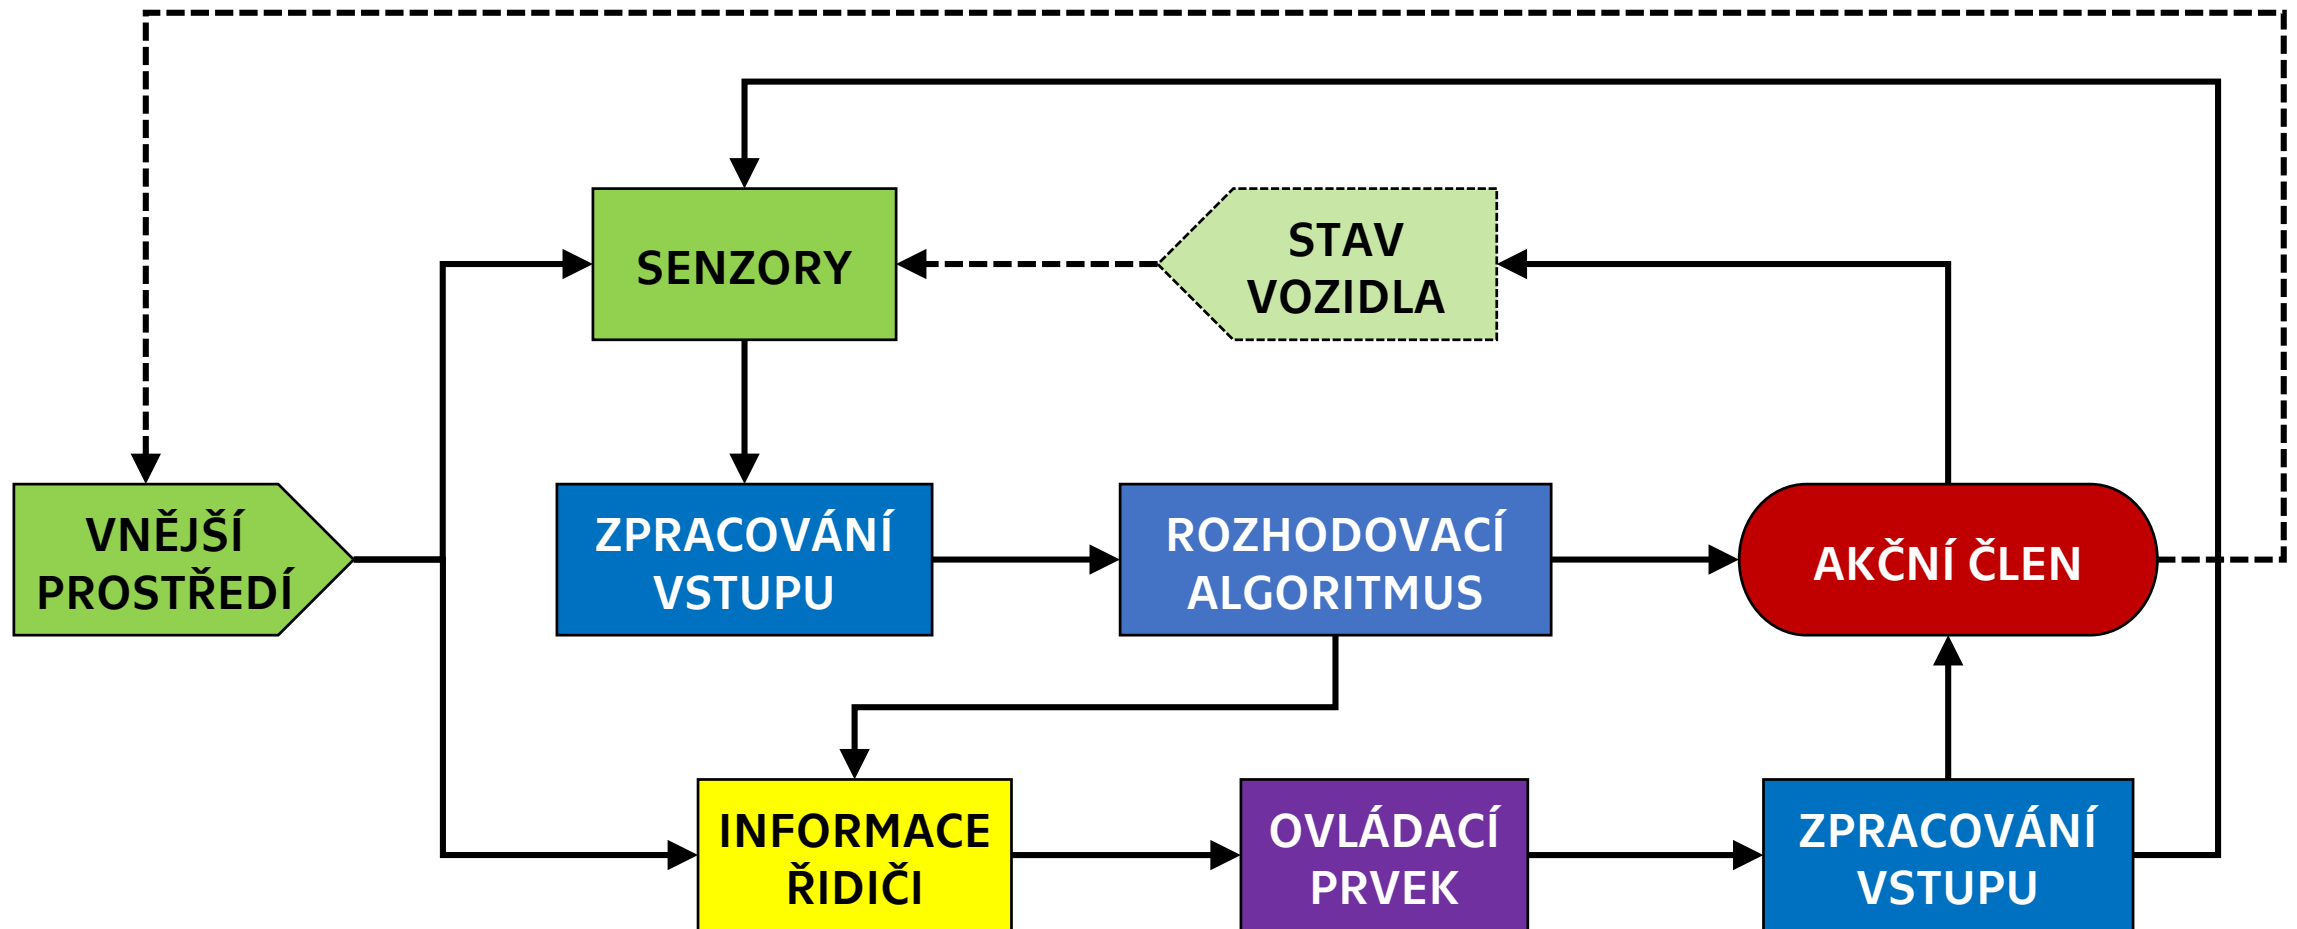 SENZORY
STAV
VOZIDLA
VNĚJŠÍ
PROSTŘEDÍ
ZPRACOVÁNÍ
VSTUPU
ROZHODOVACÍ
ALGORITMUS
AKČNÍ ČLEN
INFORMACE
ŘIDIČI
OVLÁDACÍ
PRVEK
ZPRACOVÁNÍ
VSTUPU